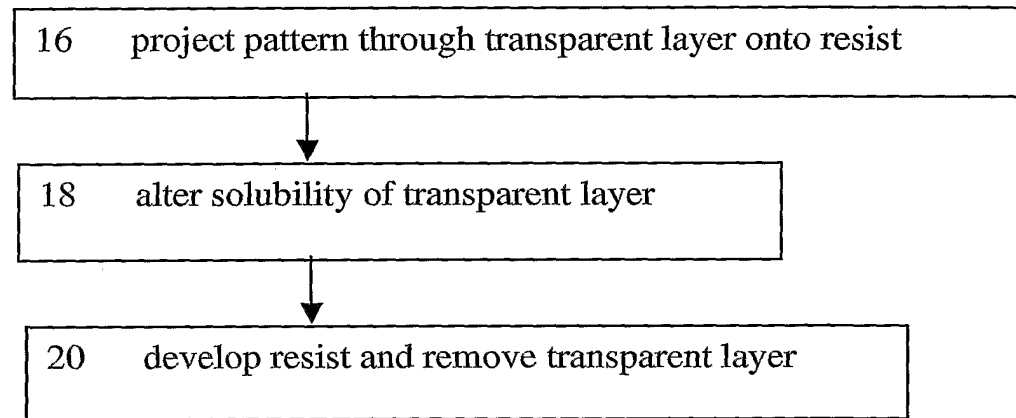 16 project pattern through transparent layer onto resist
18 alter solubility of transparent layer
20 develop resist and remove transparent layer